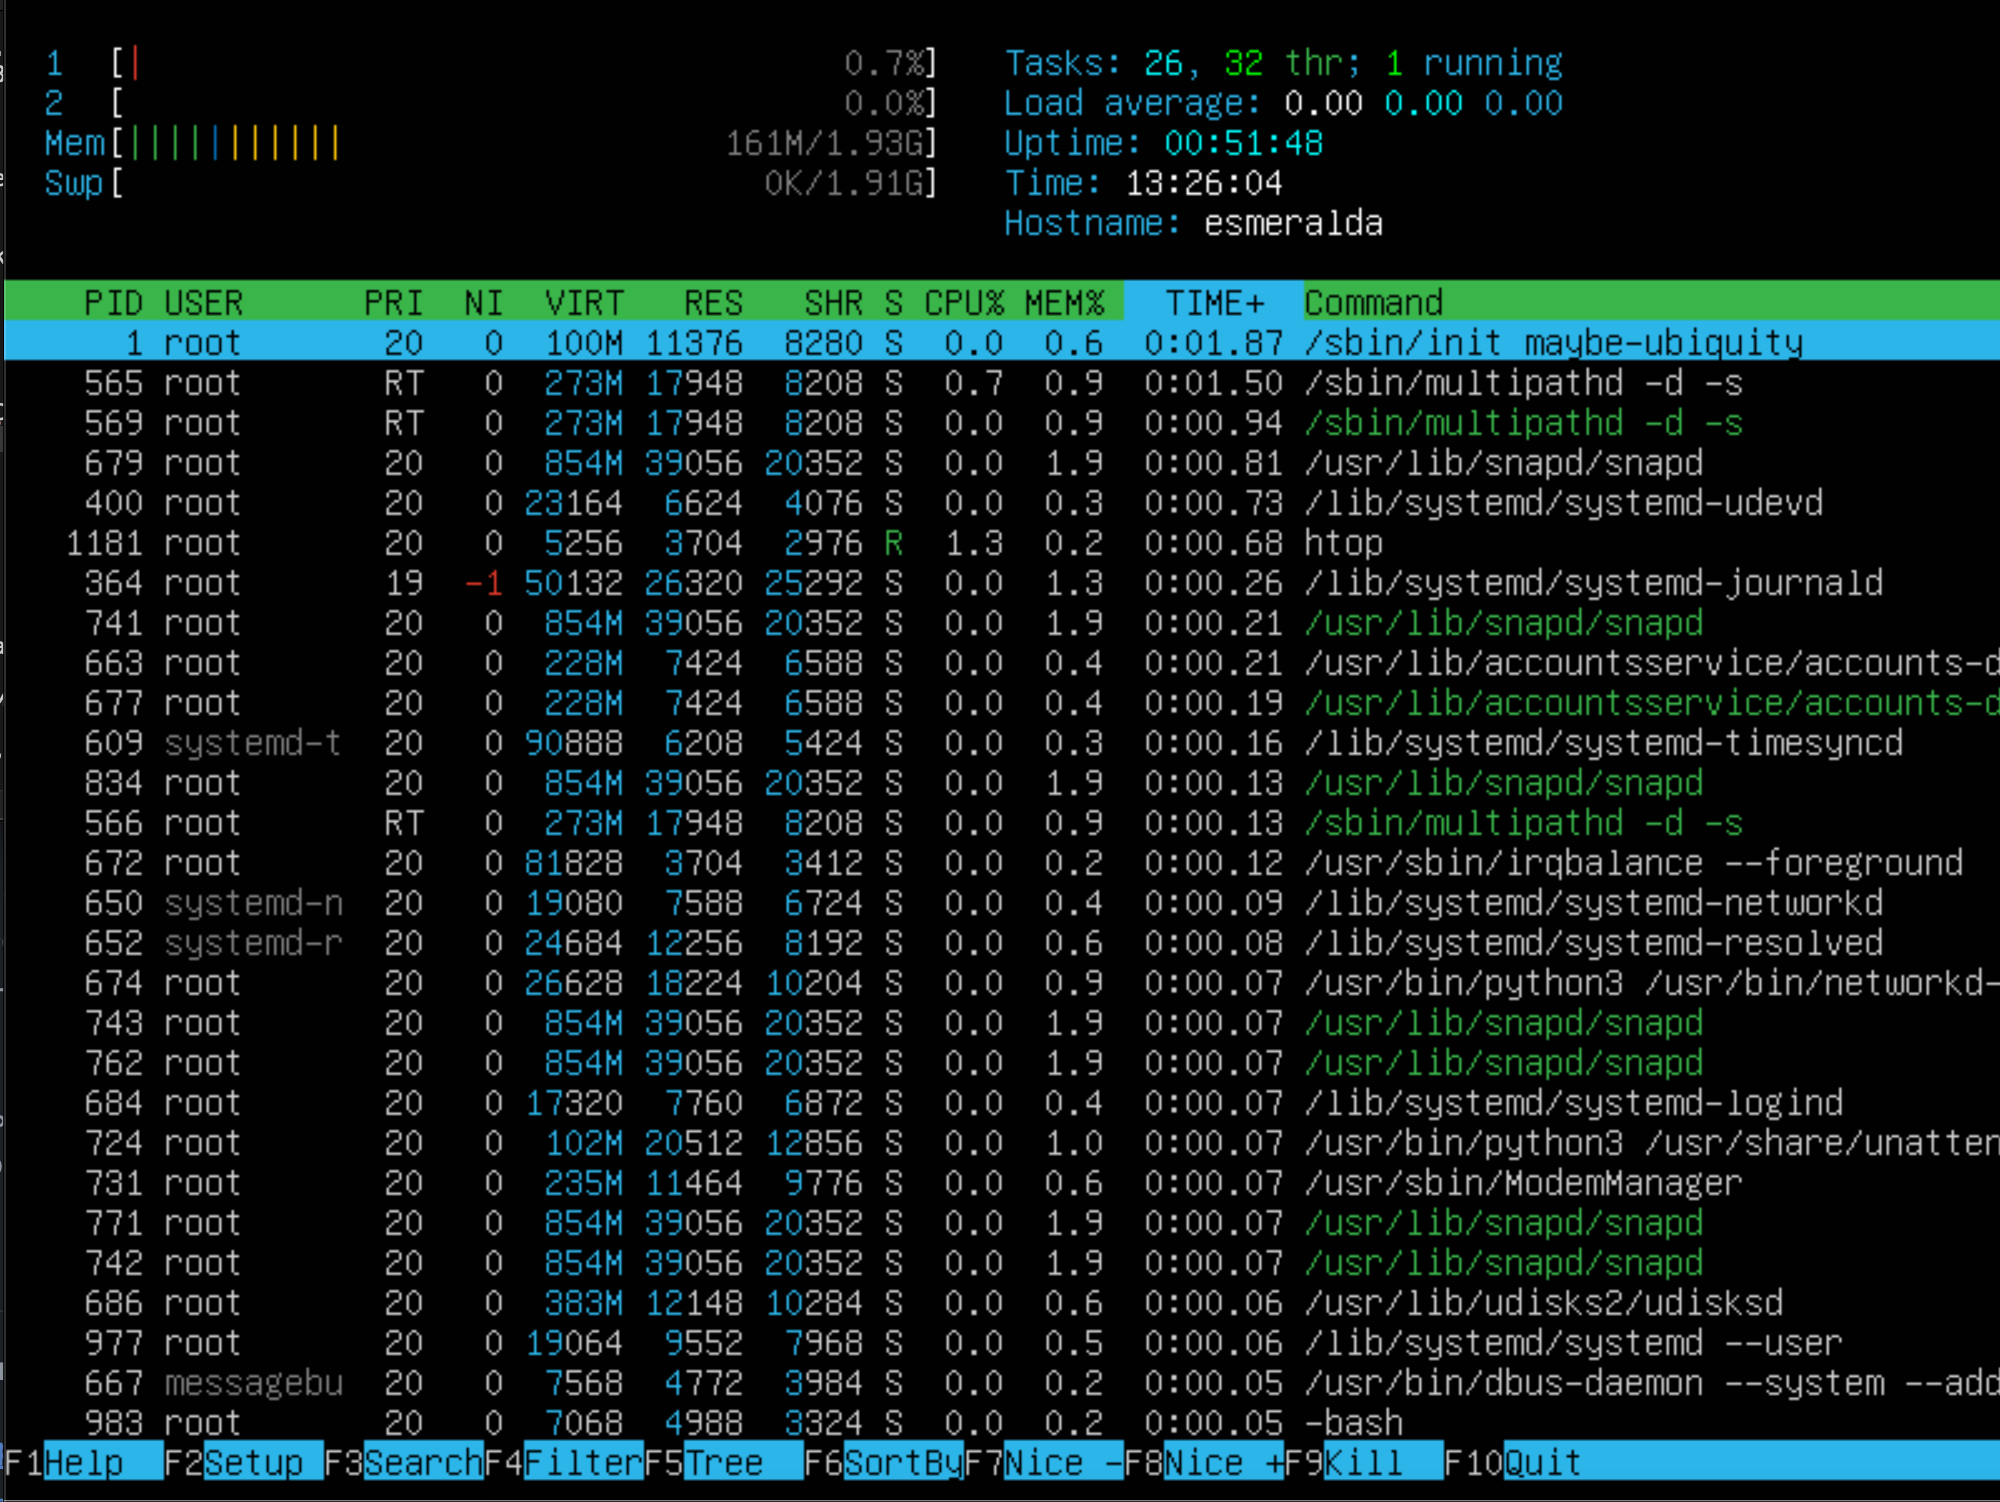 1 [| 0.7%] Tasks: 26, 32 thr; 1 running
2 [ 0.0%] Load average: 0.00 0.00 0.00
Mem[||||||||||| 161M/1.93G] Uptime: 00:51:48
Swp[ 0K/1.91G] Time: 13:26:04
Hostname: esmeralda
PID USER PRI NI VIRT RES SHR S CPU% MEM% TIME+ Command
1 root 20 0 100M 11376 8280 S 0.0 0.6 0:01.87 /sbin/init maybe-ubiquity
565 root RT 0 273M 17948 8208 S 0.7 0.9 0:01.50 /sbin/multipathd -d -s
569 root RT 0 273M 17948 8208 S 0.0 0.9 0:00.94 /sbin/multipathd -d -s
679 root 20 0 854M 39056 20352 S 0.0 1.9 0:00.81 /usr/lib/snapd/snapd
400 root 20 0 23164 6624 4076 S 0.0 0.3 0:00.73 /lib/systemd/systemd-udevd
1181 root 20 0 5256 3704 2976 R 1.3 0.2 0:00.68 htop
364 root 19 -1 50132 26320 25292 S 0.0 1.3 0:00.26 /lib/systemd/systemd-journald
741 root 20 0 854M 39056 20352 S 0.0 1.9 0:00.21 /usr/lib/snapd/snapd
663 root 20 0 228M 7424 6588 S 0.0 0.4 0:00.21 /usr/lib/accountsservice/accounts-d
677 root 20 0 228M 7424 6588 S 0.0 0.4 0:00.19 /usr/lib/accountsservice/accounts-d
609 systemd-t 20 0 90888 6208 5424 S 0.0 0.3 0:00.16 /lib/systemd/systemd-timesyncd
834 root 20 0 854M 39056 20352 S 0.0 1.9 0:00.13 /usr/lib/snapd/snapd
566 root RT 0 273M 17948 8208 S 0.0 0.9 0:00.13 /sbin/multipathd -d -s
672 root 20 0 81828 3704 3412 S 0.0 0.2 0:00.12 /usr/sbin/irqbalance --foreground
650 systemd-n 20 0 19080 7588 6724 S 0.0 0.4 0:00.09 /lib/systemd/systemd-networkd
652 systemd-r 20 0 24684 12256 8192 S 0.0 0.6 0:00.08 /lib/systemd/systemd-resolved
674 root 20 0 26628 18224 10204 S 0.0 0.9 0:00.07 /usr/bin/python3 /usr/bin/networkd-
743 root 20 0 854M 39056 20352 S 0.0 1.9 0:00.07 /usr/lib/snapd/snapd
762 root 20 0 854M 39056 20352 S 0.0 1.9 0:00.07 /usr/lib/snapd/snapd
684 root 20 0 17320 7760 6872 S 0.0 0.4 0:00.07 /lib/systemd/systemd-logind
724 root 20 0 102M 20512 12856 S 0.0 1.0 0:00.07 /usr/bin/python3 /usr/share/unatten
731 root 20 0 235M 11464 9776 S 0.0 0.6 0:00.07 /usr/sbin/ModemManager
771 root 20 0 854M 39056 20352 S 0.0 1.9 0:00.07 /usr/lib/snapd/snapd
742 root 20 0 854M 39056 20352 S 0.0 1.9 0:00.07 /usr/lib/snapd/snapd
686 root 20 0 383M 12148 10284 S 0.0 0.6 0:00.06 /usr/lib/udisks2/udisksd
977 root 20 0 19064 9552 7968 S 0.0 0.5 0:00.06 /lib/systemd/systemd --user
667 messagebu 20 0 7568 4772 3984 S 0.0 0.2 0:00.05 /usr/bin/dbus-daemon --system --add
983 root 20 0 7068 4988 3324 S 0.0 0.2 0:00.05 -bash
F1Help F2Setup F3SearchF4FilterF5Tree F6SortByF7Nice -F8Nice +F9Kill F10Quit